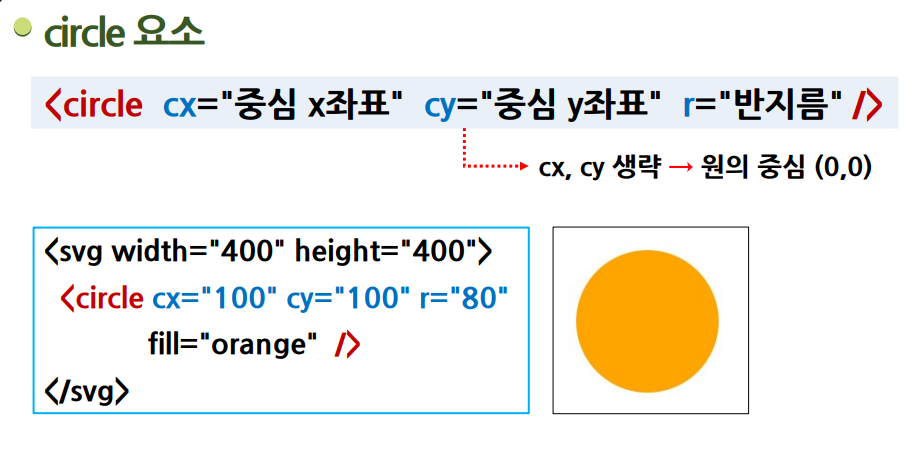 circle 요소
<circle cx="중심 x좌표" cy="중심 y좌표" r="반지름" />
cx, cy 생략 → 원의 중심 (0,0)
<svg width="400" height="400">
<circle cx="100" cy="100" r="80"
fill="orange" />
</svg>